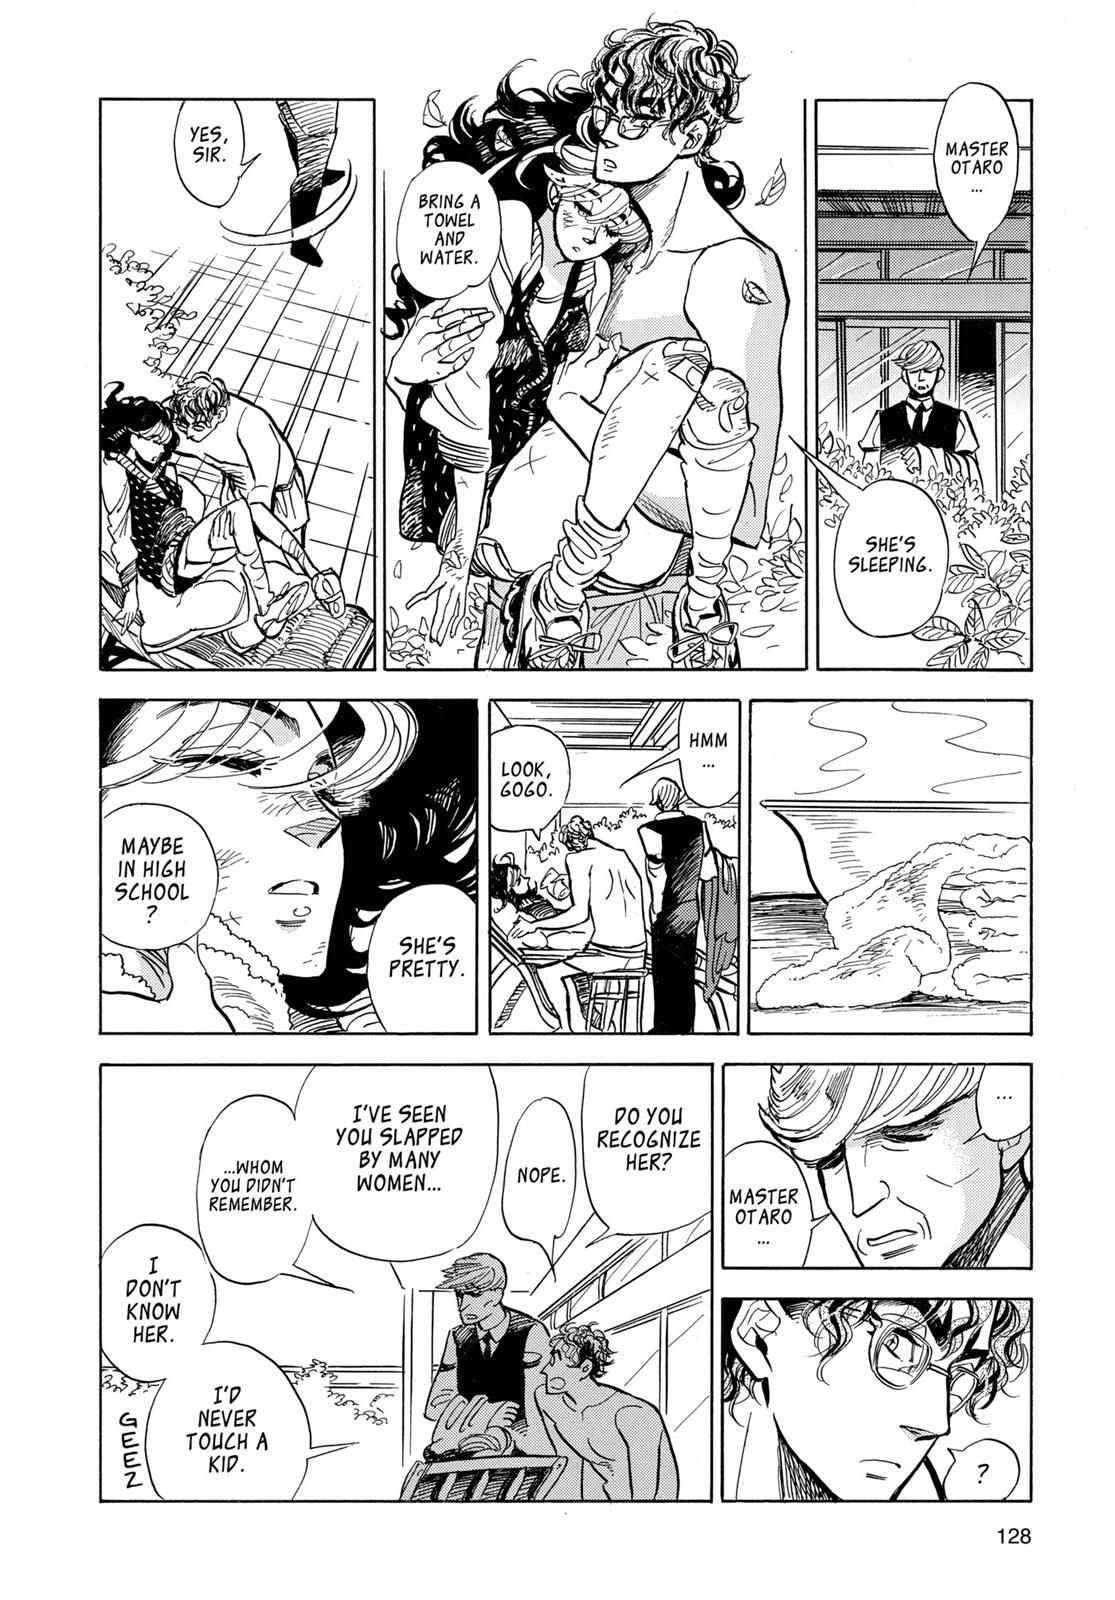 MASTER
OTARO
...
SHE'S
SLEEPING.
BRING A
TOWEL
AND
WATER.
YES,
SIR.
HMM
...
LOOK,
GOGO.
SHE'S
PRETTY.
MAYBE
IN HIGH
SCHOOL
?
...
MASTER
OTARO
...
?
DO YOU
RECOGNIZE
HER?
NOPE.
I'VE SEEN
YOU SLAPPED
BY MANY
WOMEN...
...WHOM
YOU DIDN'T
REMEMBER.
I
DON'T
KNOW
HER.
I'D
NEVER
TOUCH A
KID.
GEEZ
128